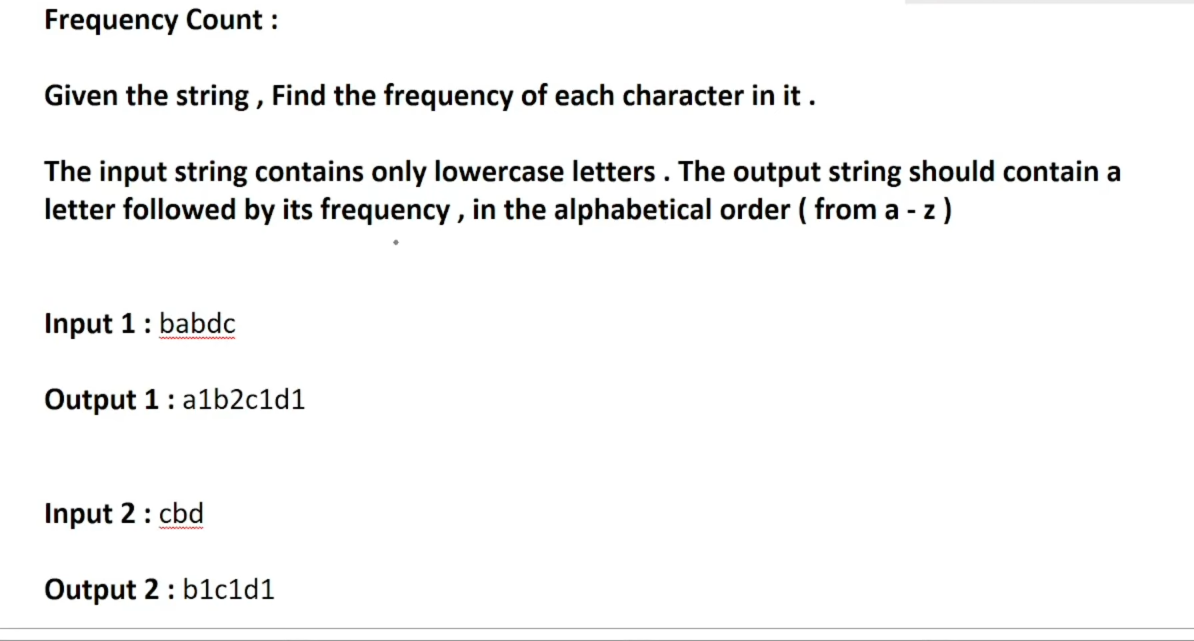 Frequency Count :
Given the string , Find the frequency of each character in it .
The input string contains only lowercase letters . The output string should contain a
letter followed by its frequency , in the alphabetical order ( from a - z )
Input 1 : babdc
Output 1 : a1b2c1d1
Input 2 : cbd
Output 2 : b1c1d1